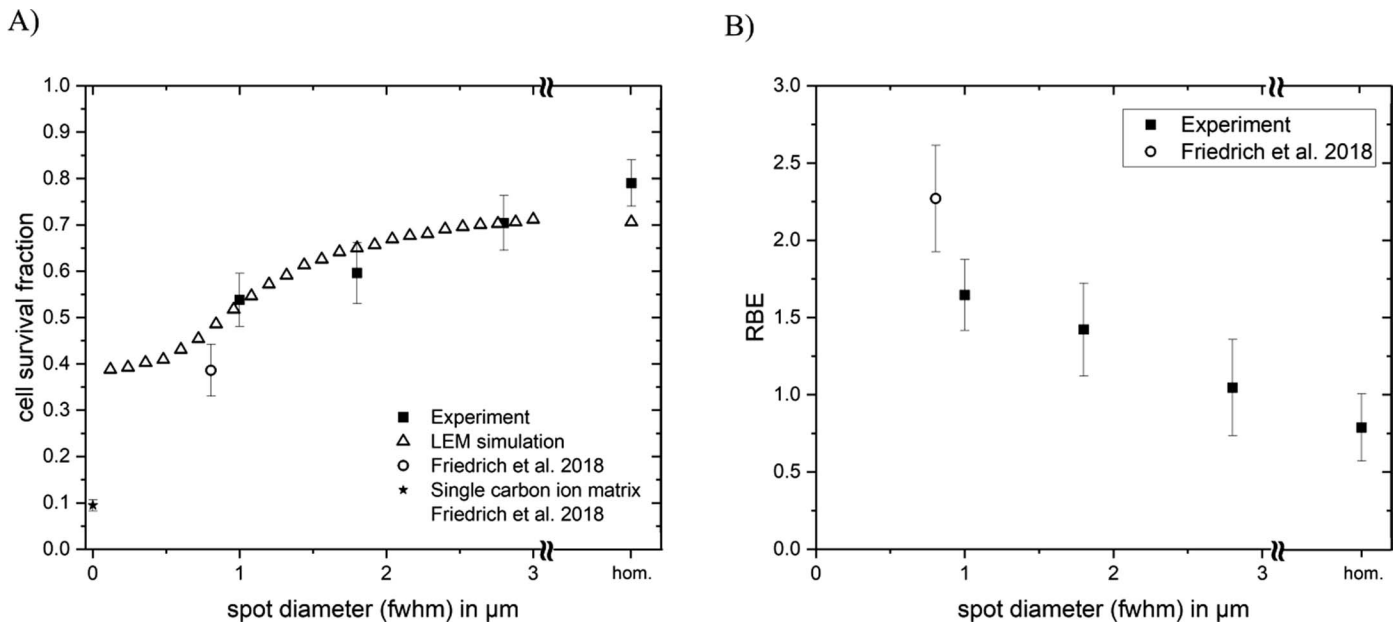 A)
cell survival fraction
1.0
0.9
0.8
0.7
0.6
0.5
0.4
0.3
0.2
0.1
0.0
Experiment
LEM simulation
Friedrich et al. 2018
Single carbon ion matrix
Friedrich et al. 2018
0 1 2 3 hom.
spot diameter (fwhm) in µm
B)
RBE
3.0
2.5
2.0
1.5
1.0
0.5
0.0
Experiment
Friedrich et al. 2018
0 1 2 3 hom.
spot diameter (fwhm) in µm